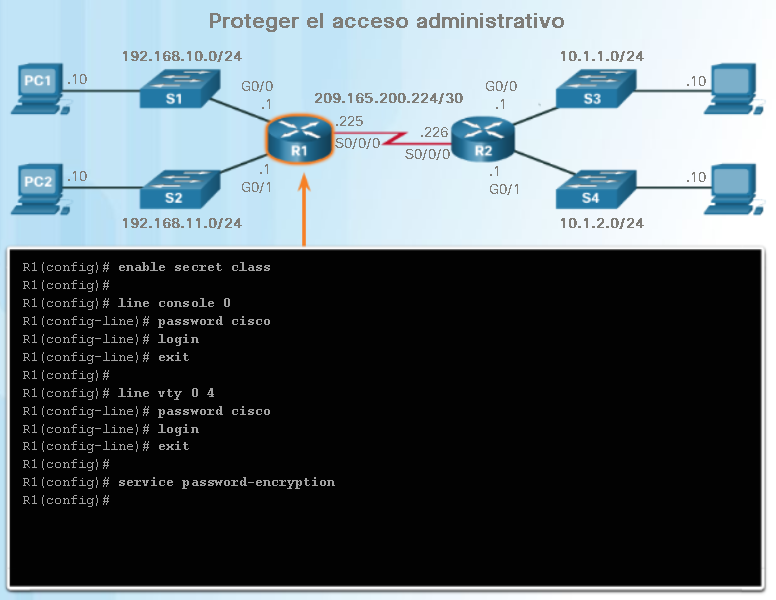 Proteger el acceso administrativo
192.168.10.0/24
10.1.1.0/24
PC1
.10
S1
G0/0
.1
209.165.200.224/30
G0/0
.1
S3
.10
.225
S0/0/0
R1
.226
S0/0/0
R2
PC2
.10
S2
.1
G0/1
.1
G0/1
S4
.10
192.168.11.0/24
10.1.2.0/24
R1(config)# enable secret class
R1(config)#
R1(config)# line console 0
R1(config-line)# password cisco
R1(config-line)# login
R1(config-line)# exit
R1(config)#
R1(config)# line vty 0 4
R1(config-line)# password cisco
R1(config-line)# login
R1(config-line)# exit
R1(config)#
R1(config)# service password-encryption
R1(config)#